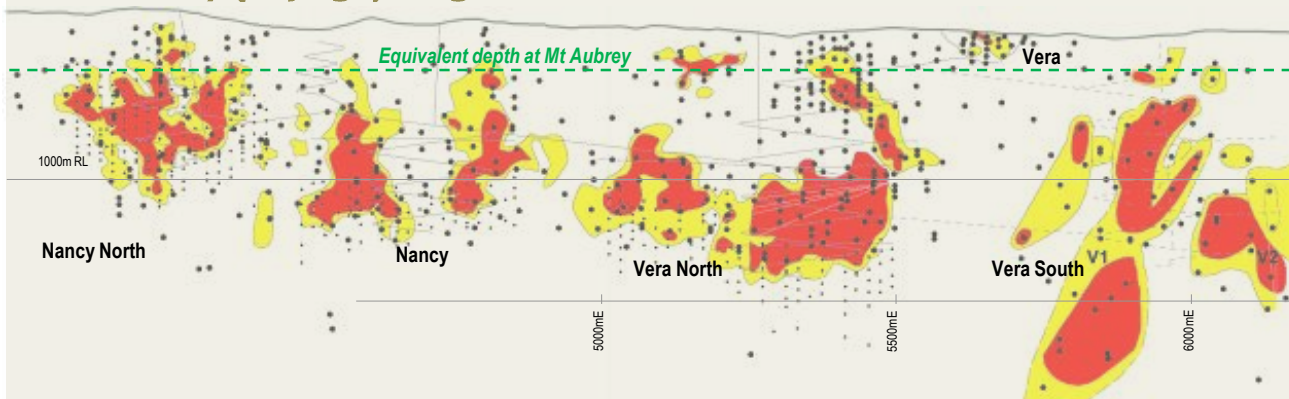 Equivalent depth at Mt Aubrey
Vera
1000m RL
Nancy North
Nancy
Vera North
Vera South
V1
V2
5000mE
5500mE
6000mE